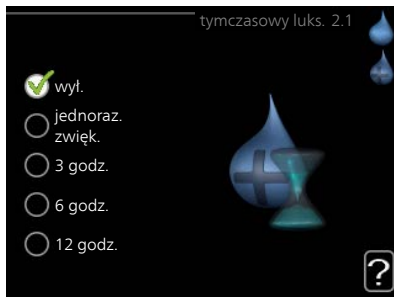 tymczasowy luks. 2.1
wył.
jednoraz.
zwięk.
3 godz.
6 godz.
12 godz.
?